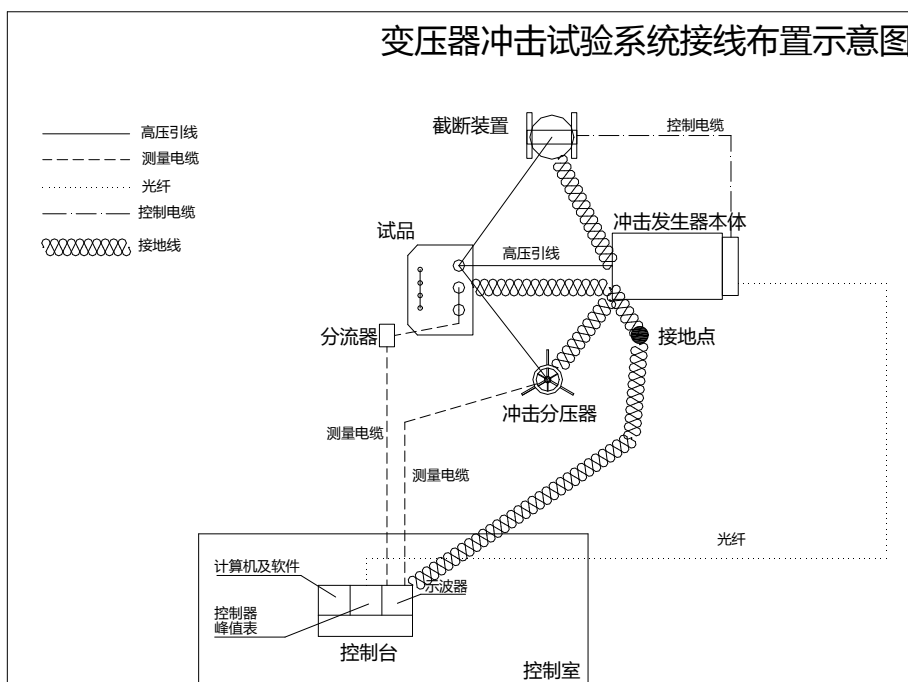 变压器冲击试验系统接线布置示意图
截断装置
控制电缆
高压引线
测量电缆
光纤
控制电缆
接地线
试品
冲击发生器本体
高压引线
分流器
接地点
冲击分压器
测量电缆
测量电缆
光纤
计算机及软件
示波器
控制器
峰值表
控制台
控制室